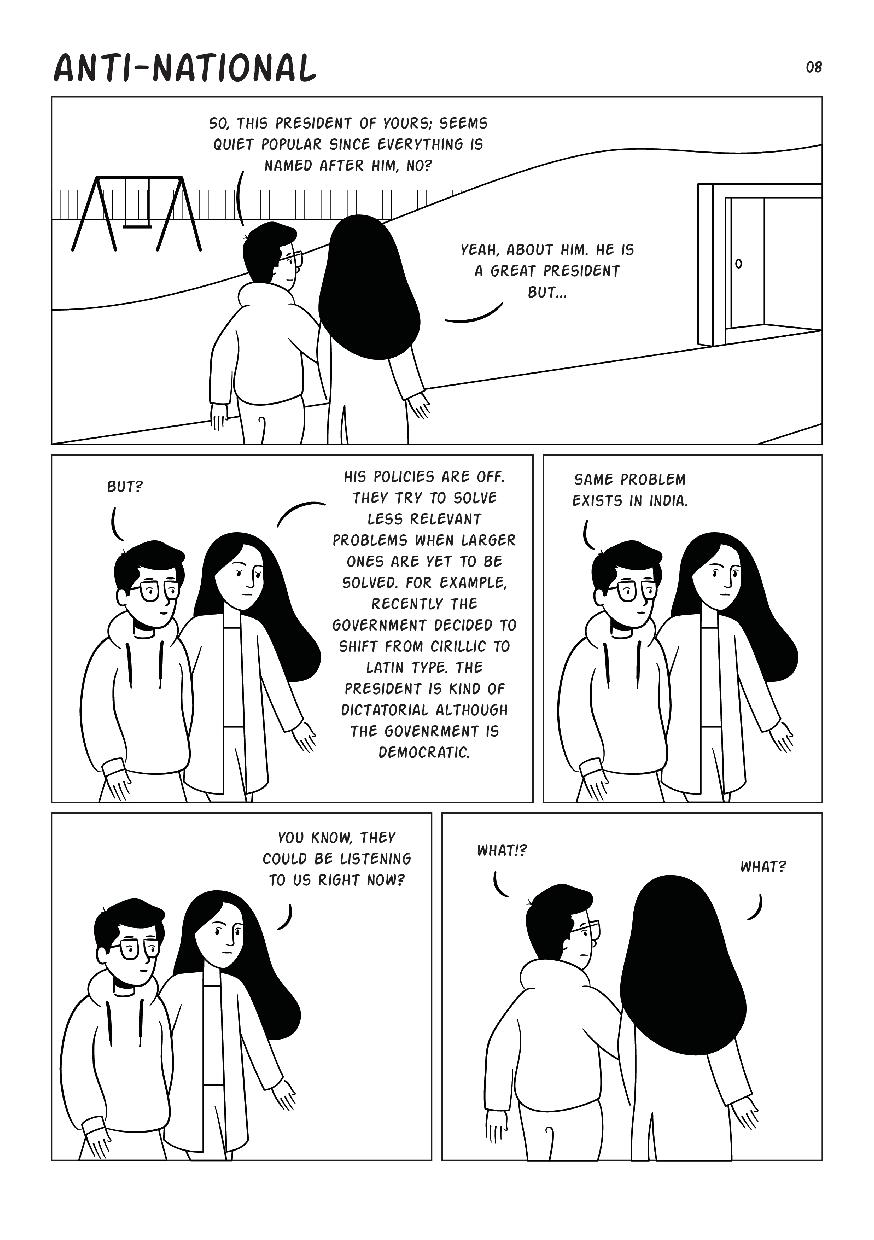 ANTI-NATIONAL
08
SO, THIS PRESIDENT OF YOURS; SEEMS
QUIET POPULAR SINCE EVERYTHING IS
NAMED AFTER HIM, NO?
YEAH, ABOUT HIM. HE IS
A GREAT PRESIDENT
BUT...
BUT?
HIS POLICIES ARE OFF.
THEY TRY TO SOLVE
LESS RELEVANT
PROBLEMS WHEN LARGER
ONES ARE YET TO BE
SOLVED. FOR EXAMPLE,
RECENTLY THE
GOVERNMENT DECIDED TO
SHIFT FROM CIRILLIC TO
LATIN TYPE. THE
PRESIDENT IS KIND OF
DICTATORIAL ALTHOUGH
THE GOVENRMENT IS
DEMOCRATIC.
SAME PROBLEM
EXISTS IN INDIA.
YOU KNOW, THEY
COULD BE LISTENING
TO US RIGHT NOW?
WHAT!?
WHAT?